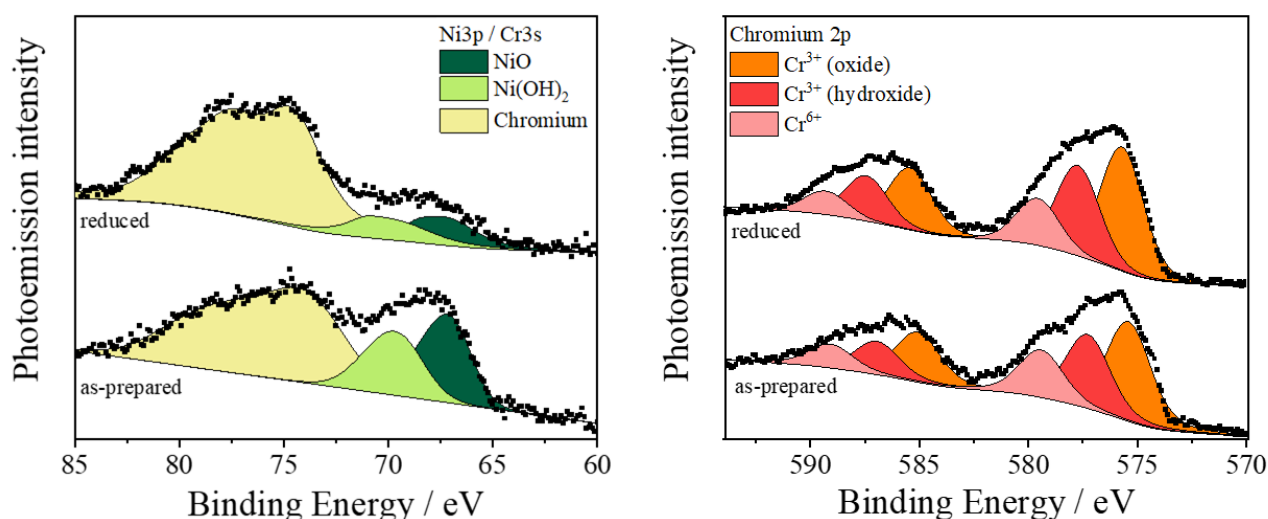 Photoemission intensity
Ni3p / Cr3s
NiO
Ni(OH)₂
Chromium
reduced
as-prepared
85 80 75 70 65 60
Binding Energy / eV
Photoemission intensity
Chromium 2p
Cr³⁺ (oxide)
Cr³⁺ (hydroxide)
Cr⁶⁺
reduced
as-prepared
590 585 580 575 570
Binding Energy / eV